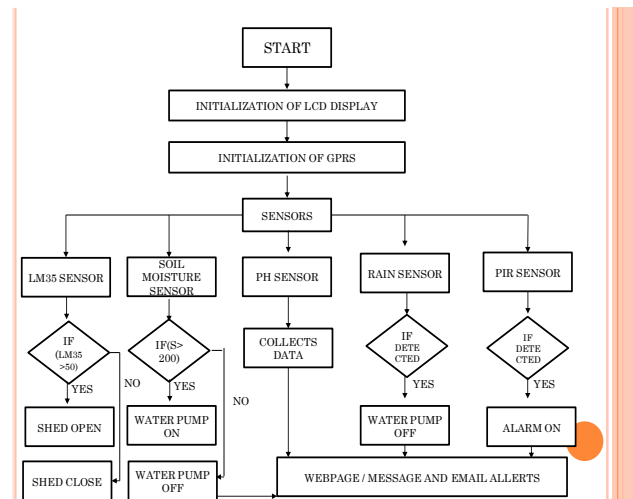 START
INITIALIZATION OF LCD DISPLAY
INITIALIZATION OF GPRS
SENSORS
LM35 SENSOR
SOIL
MOISTURE
SENSOR
PH SENSOR
RAIN SENSOR
PIR SENSOR
IF
(LM35
>50)
IF(S>
200)
COLLECTS
DATA
IF
DETE
CTED
IF
DETE
CTED
YES
NO
YES
NO
YES
YES
SHED OPEN
WATER PUMP
ON
WATER PUMP
OFF
ALARM ON
SHED CLOSE
WATER PUMP
OFF
WEBPAGE / MESSAGE AND EMAIL ALLERTS